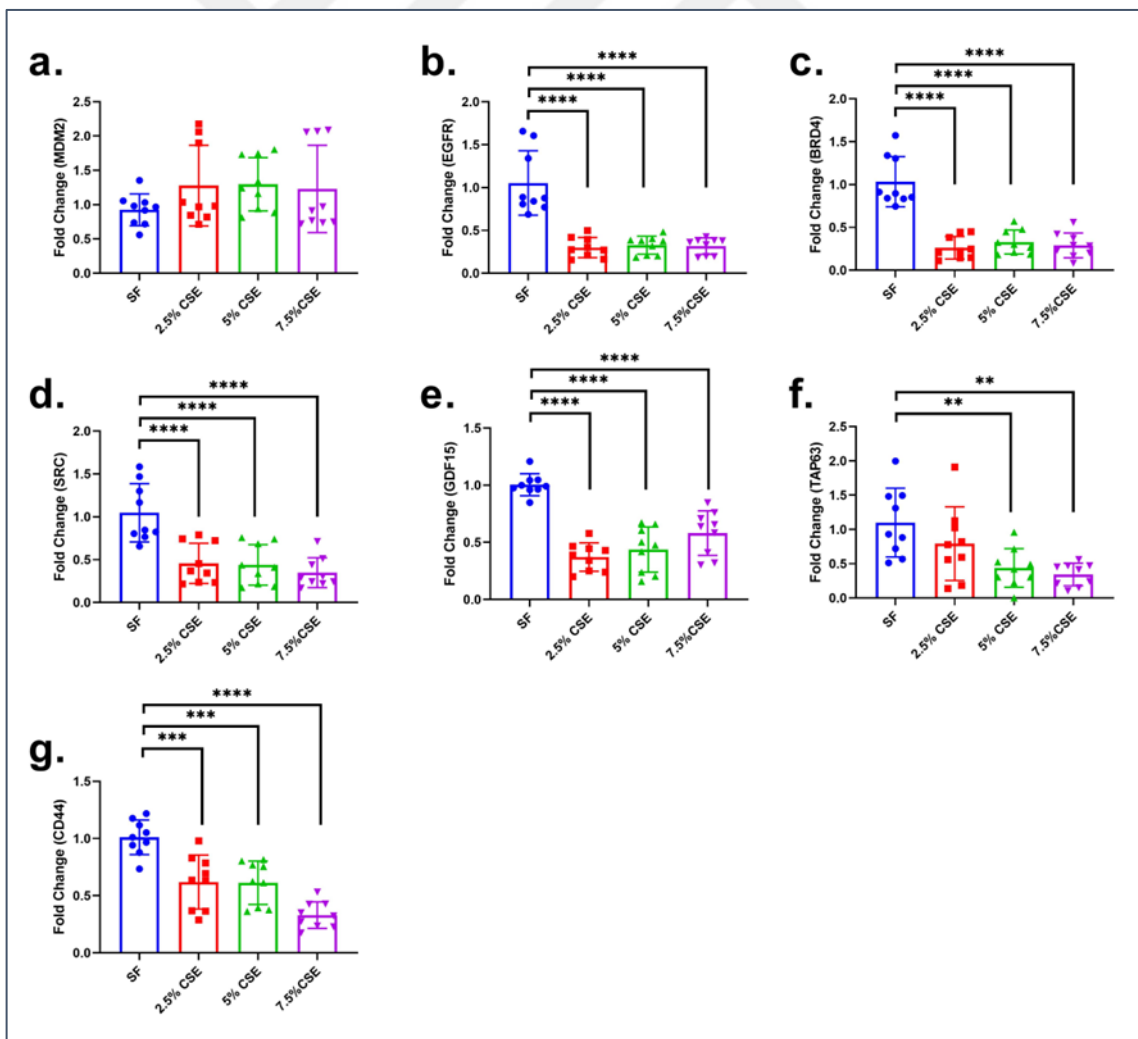 a.
2.5
2.0
1.5
1.0
0.5
0.0
Fold Change (MDM2)
SF
2.5% CSE
5% CSE
7.5%CSE
b.
****
****
****
2.0
1.5
1.0
0.5
0.0
Fold Change (EGFR)
SF
2.5% CSE
5% CSE
7.5%CSE
c.
****
****
****
2.0
1.5
1.0
0.5
0.0
Fold Change (BRD4)
SF
2.5% CSE
5% CSE
7.5%CSE
d.
****
****
****
2.0
1.5
1.0
0.5
0.0
Fold Change (SRC)
SF
2.5% CSE
5% CSE
7.5%CSE
e.
****
****
****
1.5
1.0
0.5
0.0
Fold Change (GDF15)
SF
2.5% CSE
5% CSE
7.5%CSE
f.
**
**
2.5
2.0
1.5
1.0
0.5
0.0
Fold Change (TAP63)
SF
2.5% CSE
5% CSE
7.5%CSE
g.
****
***
***
1.5
1.0
0.5
0.0
Fold Change (CD44)
SF
2.5% CSE
5% CSE
7.5%CSE